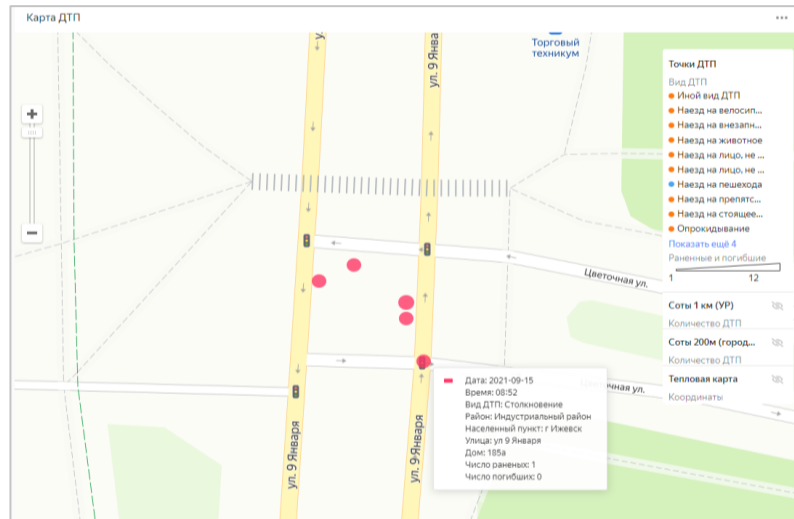 Карта ДТП
Торговый
техникум
ул. 9 Янва
Точки ДТП
Вид ДТП
Иной вид ДТП
Наезд на велосип...
Наезд на внезапн...
Наезд на животное
Наезд на лицо, не ...
Наезд на лицо, не ...
Наезд на пешехода
Наезд на препятс...
Наезд на стоящее...
Опрокидывание
Показать ещё 4
Раненные и погибшие
1 12
Соты 1 км (УР)
Количество ДТП
Соты 200м (город...
Количество ДТП
Тепловая карта
Координаты
Цветочная ул.
Дата: 2021-09-15
Время: 08:52
Вид ДТП: Столкновение
Район: Индустриальный район
Населенный пункт: г Ижевск
Улица: ул 9 Января
Дом: 185а
Число раненых: 1
Число погибших: 0
ул. 9 Января
ул. 9 Января